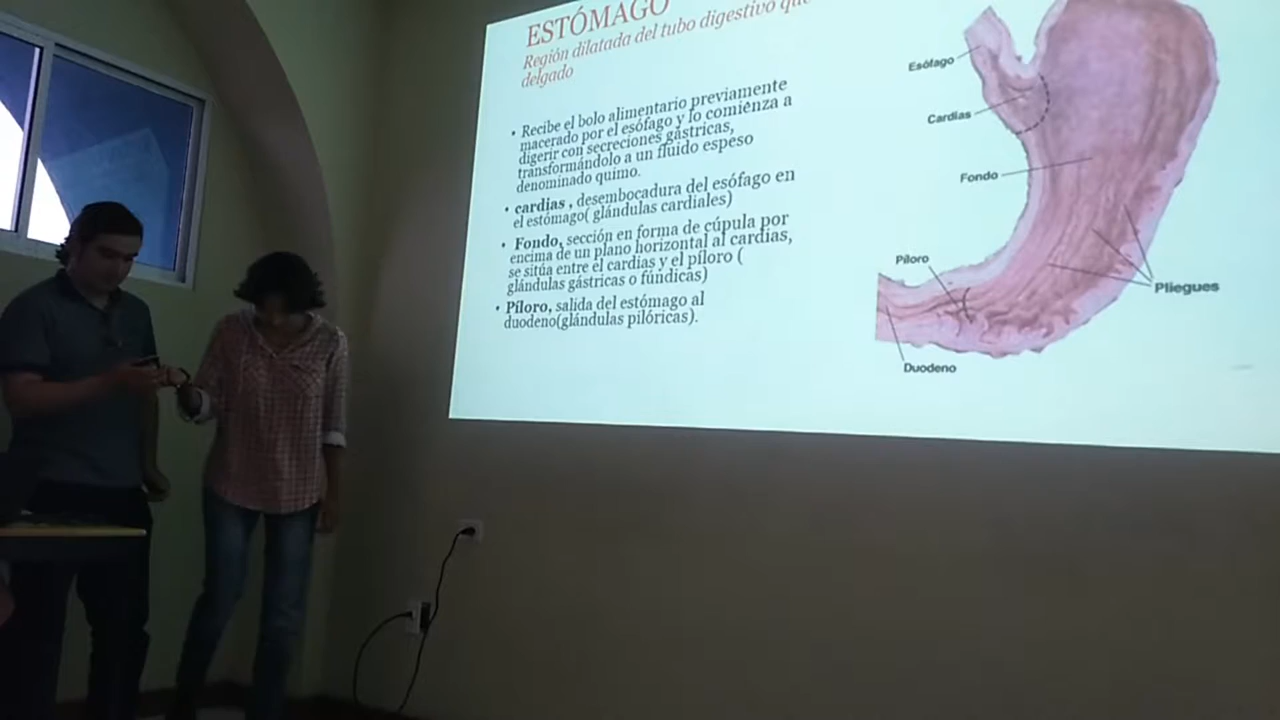 ESTÓMAGO
Región dilatada del tubo digestivo que
delgado
• Recibe el bolo alimentario previamente
macerado por el esófago y lo comienza a
digerir con secreciones gástricas,
transformándolo a un fluido espeso
denominado quimo.
• cardias , desembocadura del esófago en
el estómago( glándulas cardiales)
• Fondo, sección en forma de cúpula por
encima de un plano horizontal al cardias,
se sitúa entre el cardias y el píloro (
glándulas gástricas o fúndicas)
• Píloro, salida del estómago al
duodeno(glándulas pilóricas).
Esófago
Cardias
Fondo
Píloro
Pliegues
Duodeno